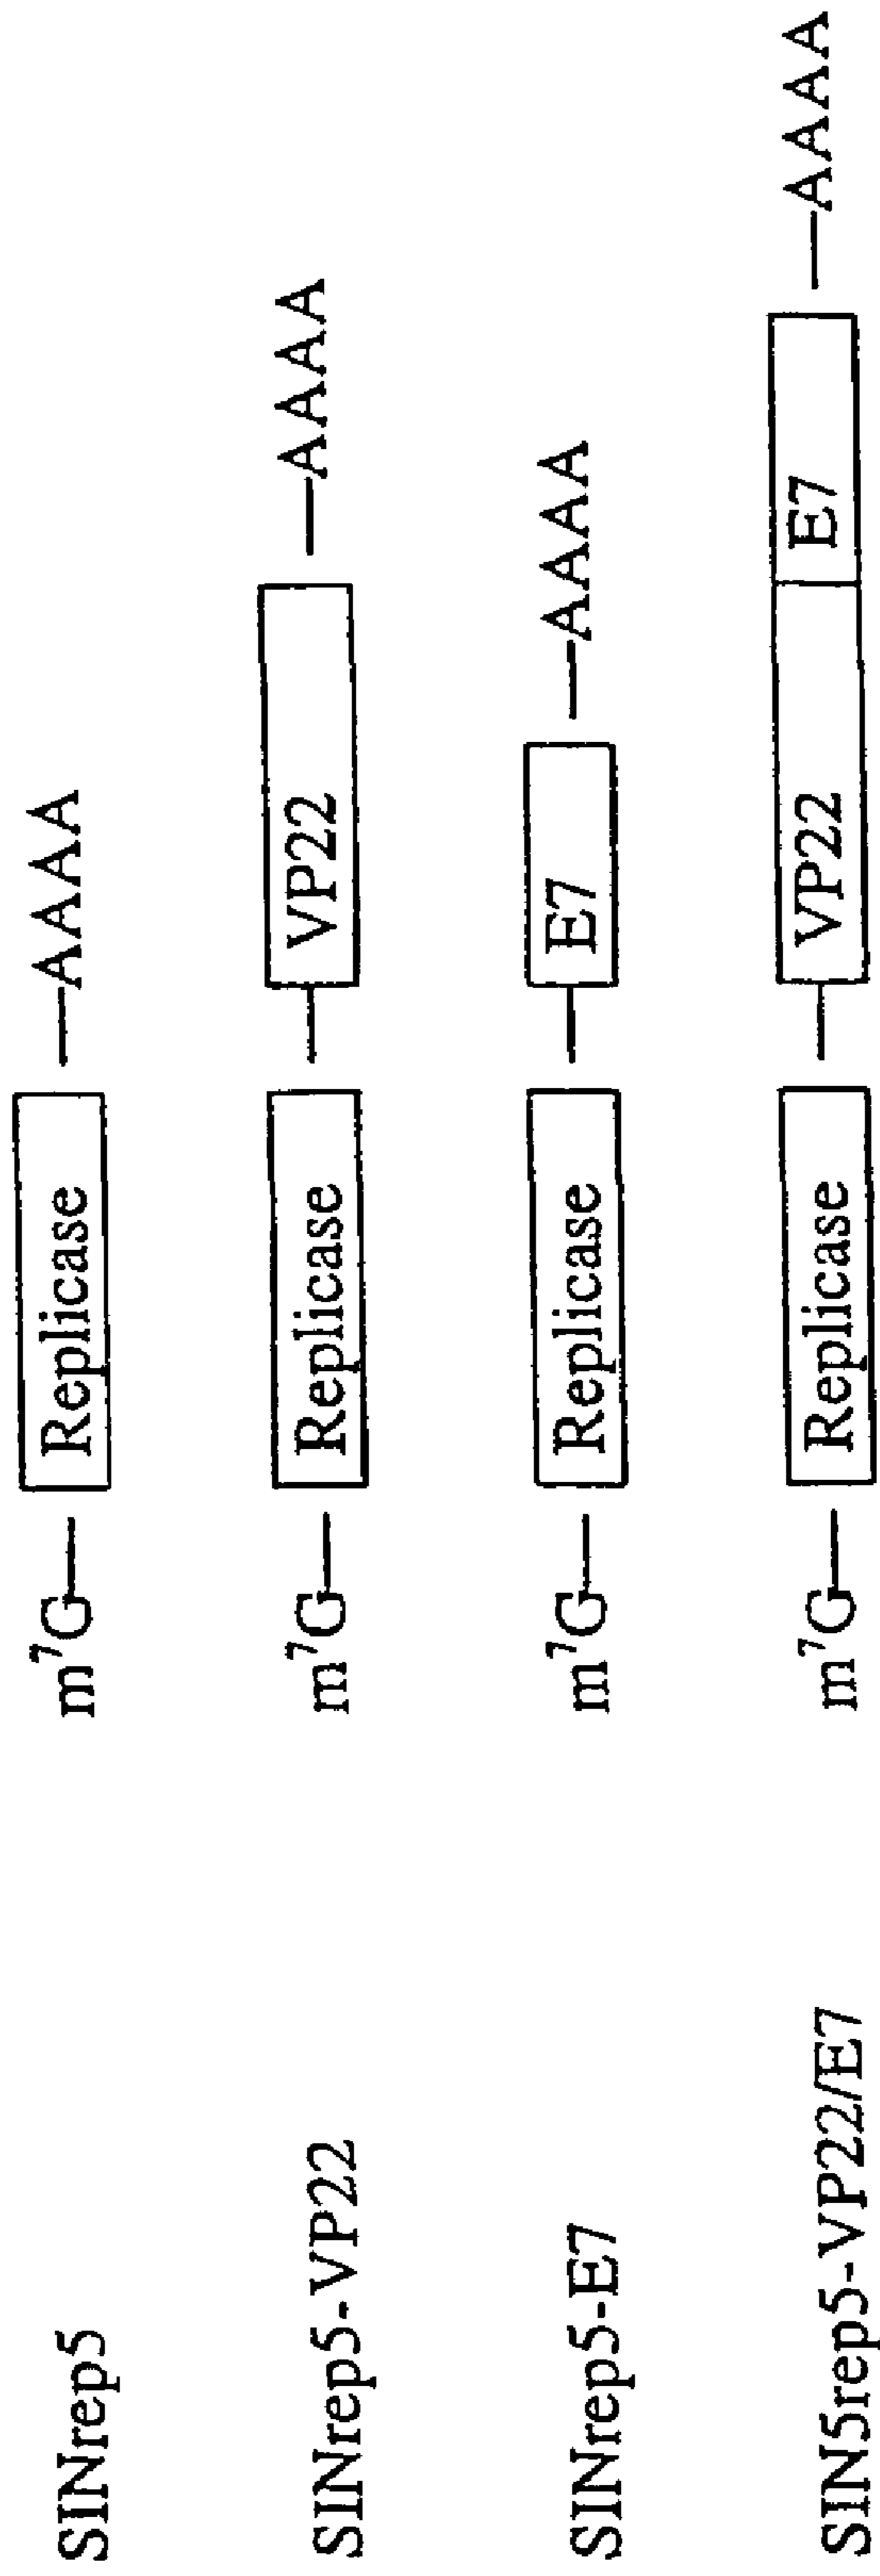 SINrep5 m⁷G Replicase AAAA
SINrep5-VP22 m⁷G Replicase VP22 AAAA
SINrep5-E7 m⁷G Replicase E7 AAAA
SIN5rep5-VP22/E7 m⁷G Replicase VP22 E7 AAAA